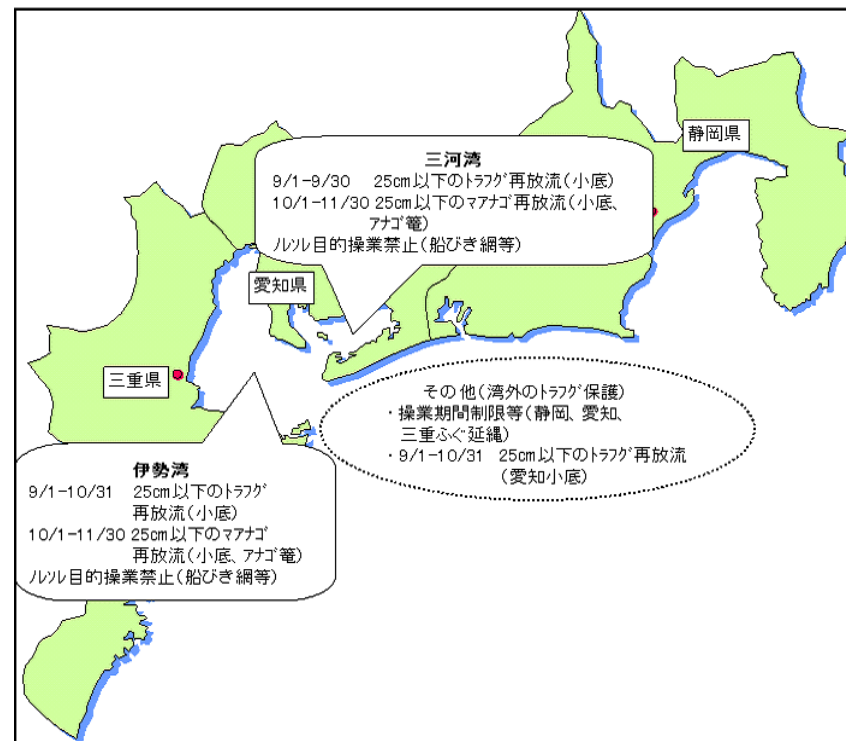 静岡県
三河湾
9/1-9/30 25cm以下のﾄﾗﾌｸﾞ再放流(小底)
10/1-11/30 25cm以下のﾏｱﾅｺﾞ再放流(小底、
ｱﾅｺﾞ篭)
ﾉﾚｿﾚ目的操業禁止(船びき網等)
愛知県
三重県
その他(湾外のﾄﾗﾌｸﾞ保護)
・操業期間制限等(静岡、愛知、
三重ふぐ延縄)
・9/1-10/31 25cm以下のﾄﾗﾌｸﾞ再放流
(愛知小底)
伊勢湾
9/1-10/31 25cm以下のﾄﾗﾌｸﾞ
再放流(小底)
10/1-11/30 25cm以下のﾏｱﾅｺﾞ
再放流(小底、ｱﾅｺﾞ篭)
ﾉﾚｿﾚ目的操業禁止(船びき網等)